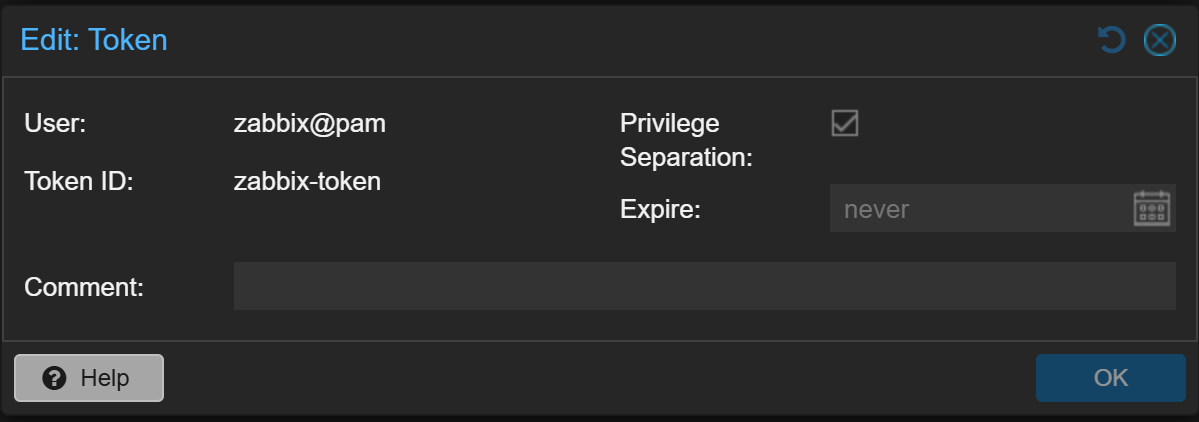 Edit: Token
User: zabbix@pam
Token ID: zabbix-token
Privilege
Separation:
Expire: never
Comment:
Help
OK